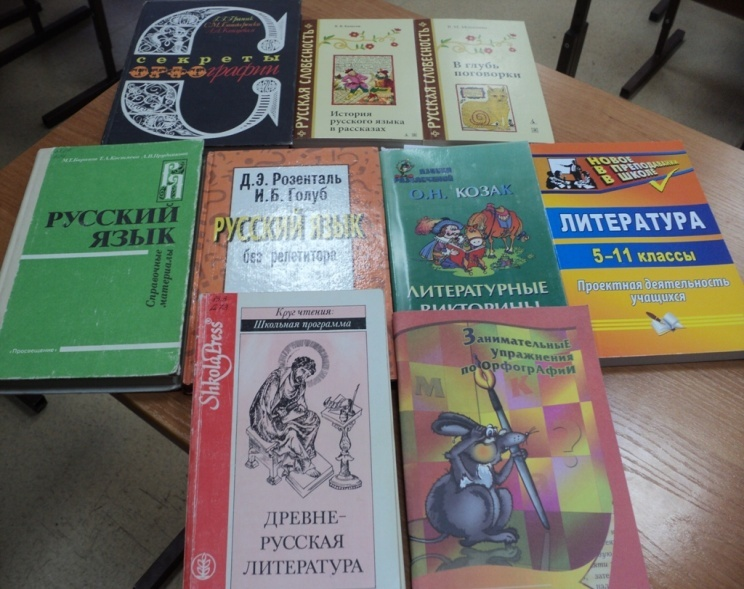 секреты
орфографии
РУССКАЯ СЛОВЕСНОСТЬ
История
русского языка
в рассказах
РУССКАЯ СЛОВЕСНОСТЬ
В глубь
поговорки
РУССКИЙ
ЯЗЫК
Справочные
материалы
«Просвещение»
Д.Э. Розенталь
И.Б. Голуб
РУССКИЙ ЯЗЫК
без репетитора
О.Н. КОЗАК
ЛИТЕРАТУРНЫЕ
ВИКТОРИНЫ
НОВОЕ
В ПРЕПОДАВАНИИ
В ШКОЛЕ
ЛИТЕРАТУРА
5-11 классы
Проектная деятельность
учащихся
ShkolaPress
Круг чтения:
Школьная программа
ДРЕВНЕ-
РУССКАЯ
ЛИТЕРАТУРА
Занимательные
упражнения
по орфографии
М
К
?